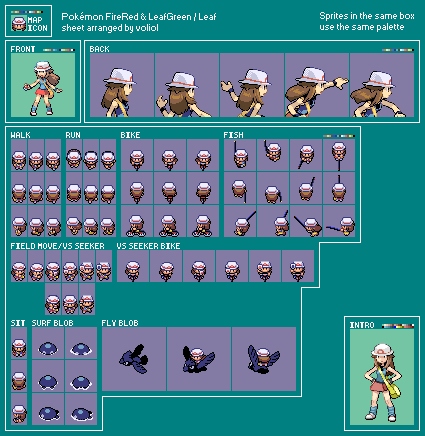 MAP
ICON
Pokémon FireRed & LeafGreen / Leaf
sheet arranged by voliol
Sprites in the same box
use the same palette
FRONT
BACK
WALK
RUN
BIKE
FISH
FIELD MOVE/VS SEEKER
VS SEEKER BIKE
SIT
SURF BLOB
FLY BLOB
INTRO